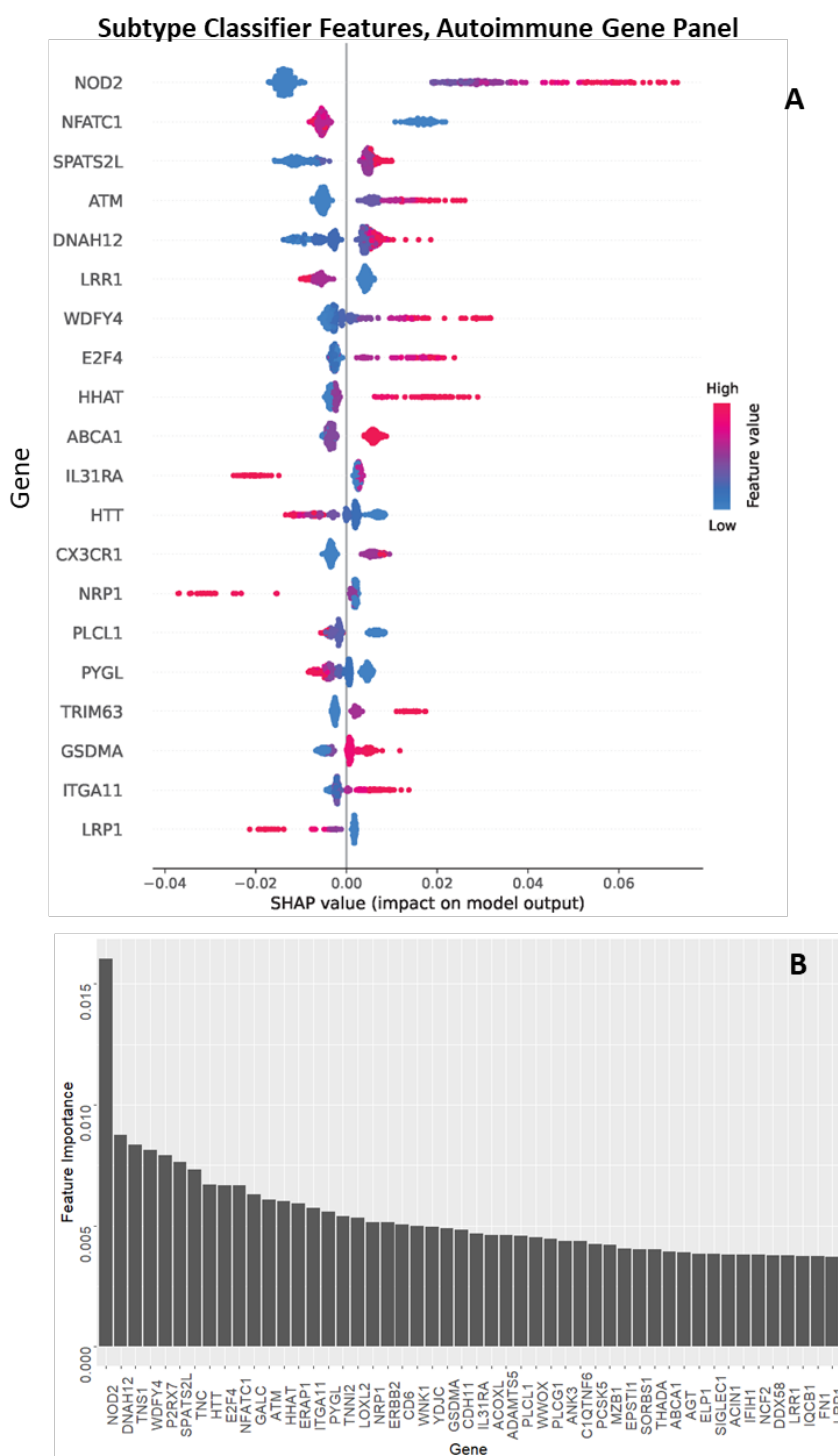 Subtype Classifier Features, Autoimmune Gene Panel
A
NOD2
NFATC1
SPATS2L
ATM
DNAH12
LRR1
WDFY4
E2F4
HHAT
ABCA1
IL31RA
HTT
CX3CR1
NRP1
PLCL1
PYGL
TRIM63
GSDMA
ITGA11
LRP1
Gene
High
Feature value
Low
−0.04 −0.02 0.00 0.02 0.04 0.06
SHAP value (impact on model output)
B
Feature Importance
0.015
0.010
0.005
0.000
NOD2
DNAH12
TNS1
WDFY4
P2RX7
SPATS2L
TNC
HTT
E2F4
NFATC1
GALC
ATM
HHAT
ERAP1
ITGA11
PYGL
TNNI2
LOXL2
NRP1
ERBB2
CD6
WNK1
YDJC
GSDMA
CDH11
IL31RA
ACOXL
ADAMTS5
PLCL1
WWOX
PLCG1
ANK3
C1QTNF6
PCSK5
MZB1
EPSTI1
SORBS1
THADA
ABCA1
AGT
ELP1
SIGLEC1
ACIN1
IFIH1
NCF2
DDX58
LRR1
IQCB1
FN1
Gene